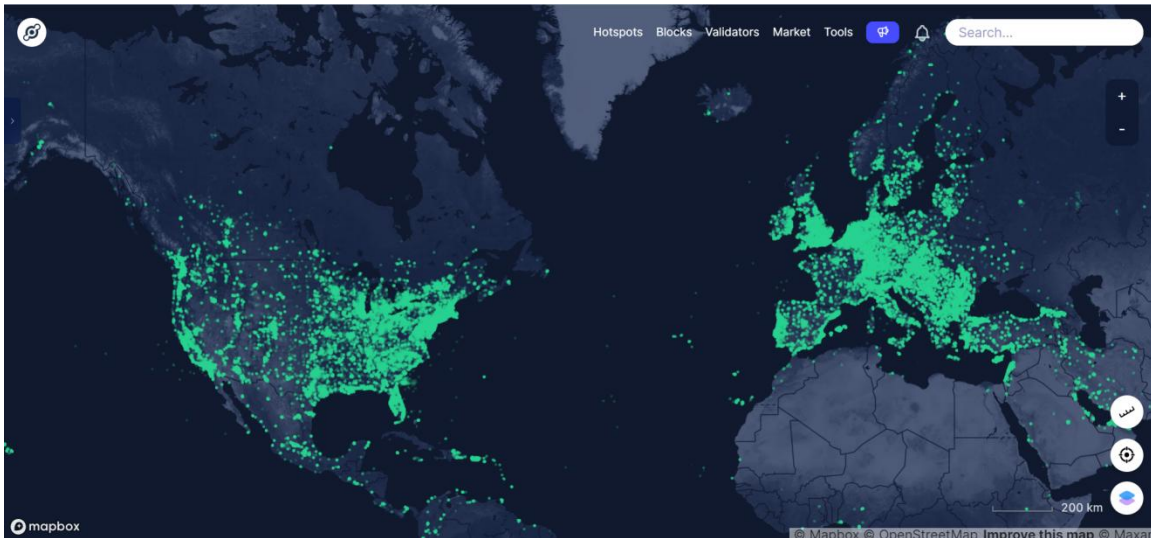 Hotspots Blocks Validators Market Tools Search...
+
-
200 km
mapbox
© Mapbox © OpenStreetMap Improve this map © Maxar